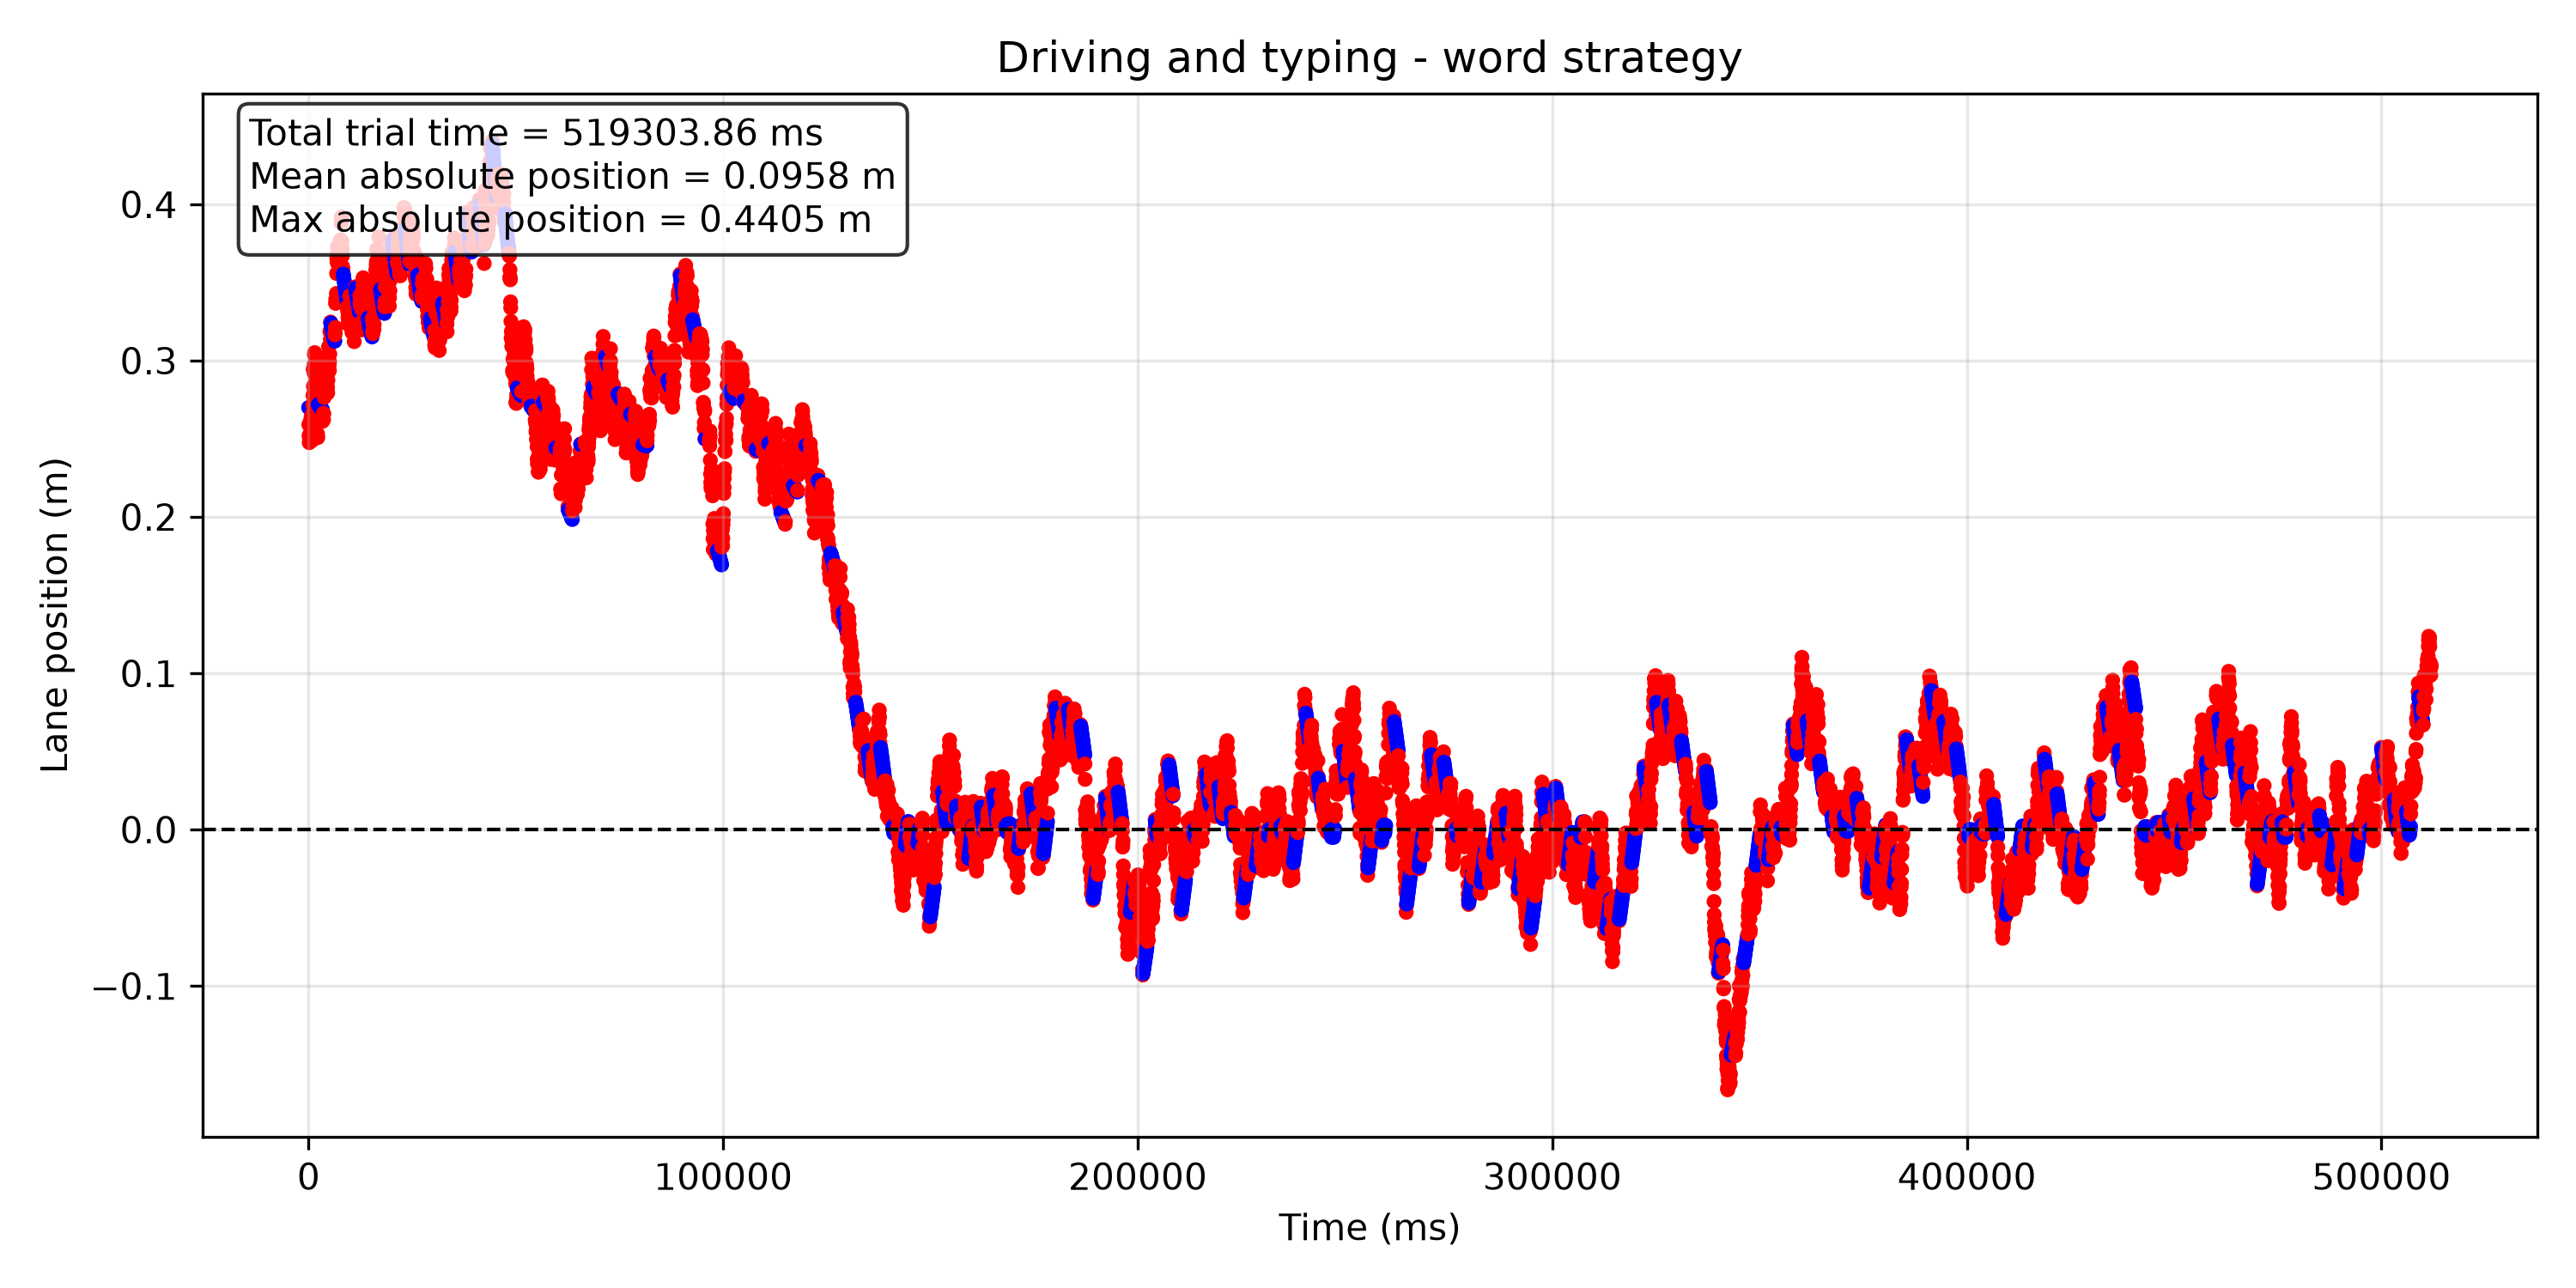 Driving and typing - word strategy
Total trial time = 519303.86 ms
Mean absolute position = 0.0958 m
Max absolute position = 0.4405 m
Lane position (m)
0.4
0.3
0.2
0.1
0.0
−0.1
0 100000 200000 300000 400000 500000
Time (ms)